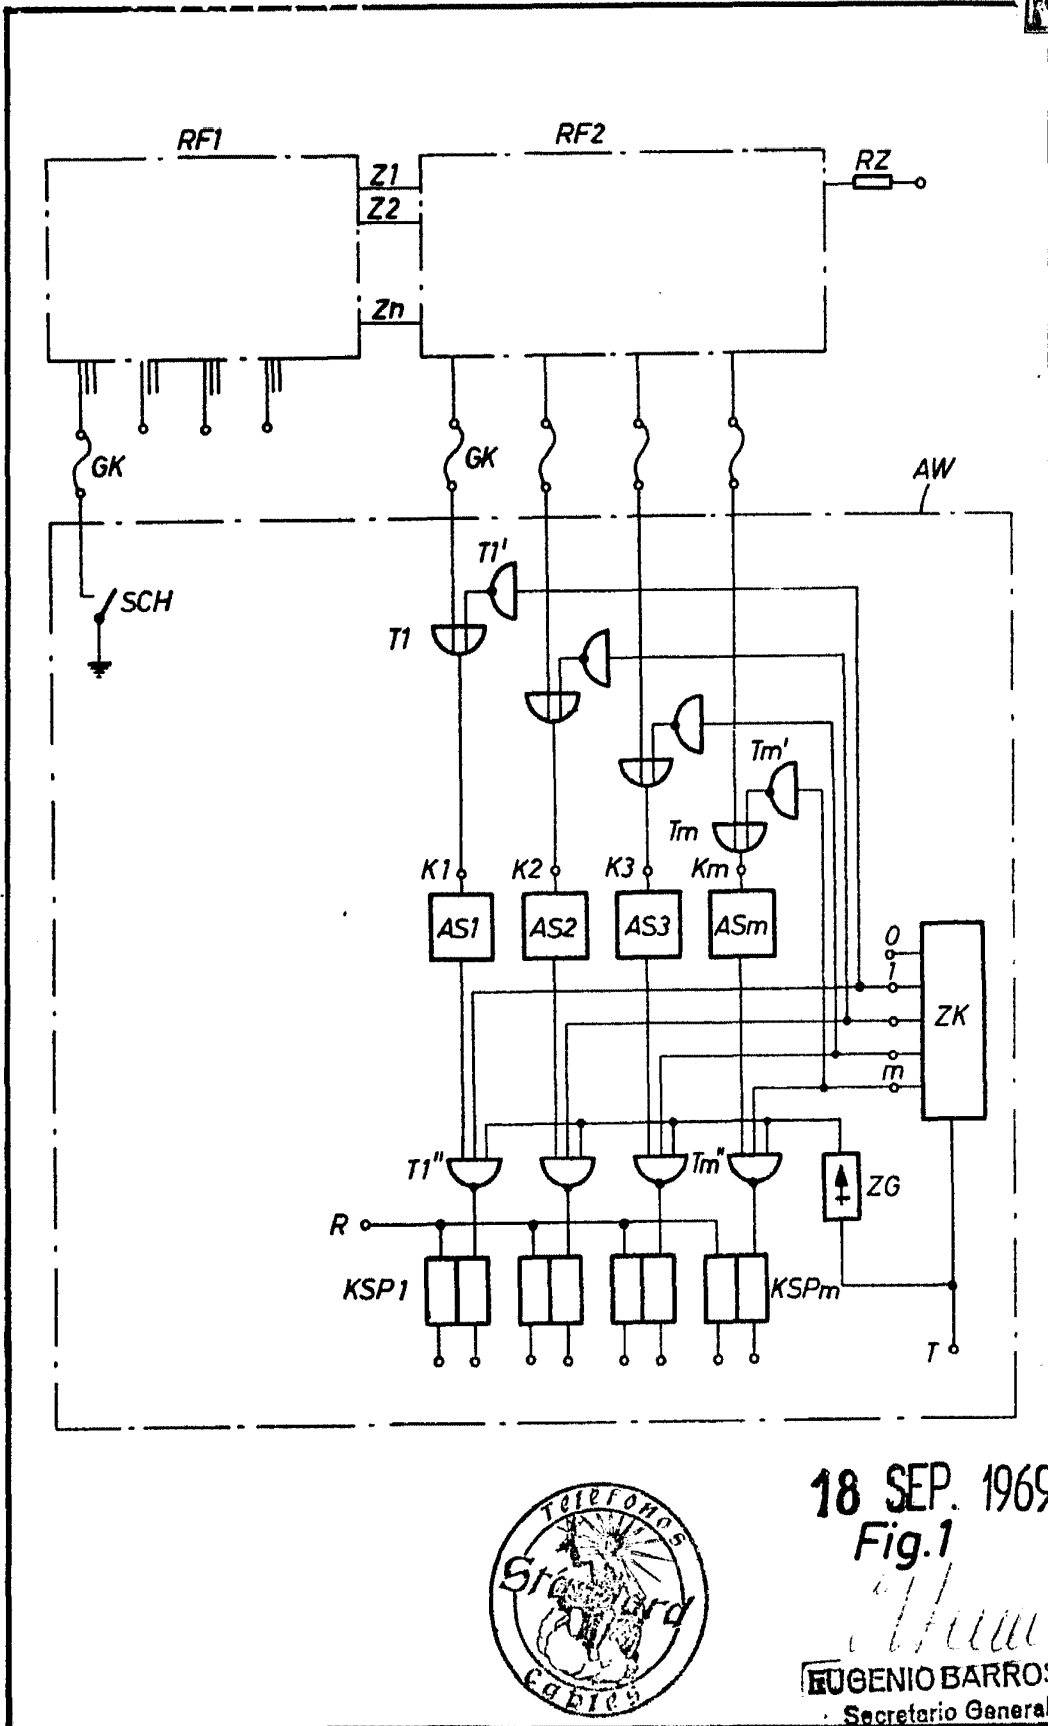 RF1
RF2
Z1
RZ
Z2
Zn
GK
GK
AW
T1'
SCH
T1
Tm'
Tm
K1
K2
K3
Km
AS1
AS2
AS3
ASm
0
1
ZK
m
T1"
Tm"
ZG
R
KSP1
KSPm
T
18 SEP. 1969
Fig.1
Teléfonos
Standard
Cables
EUGENIO BARROS
Secretario General